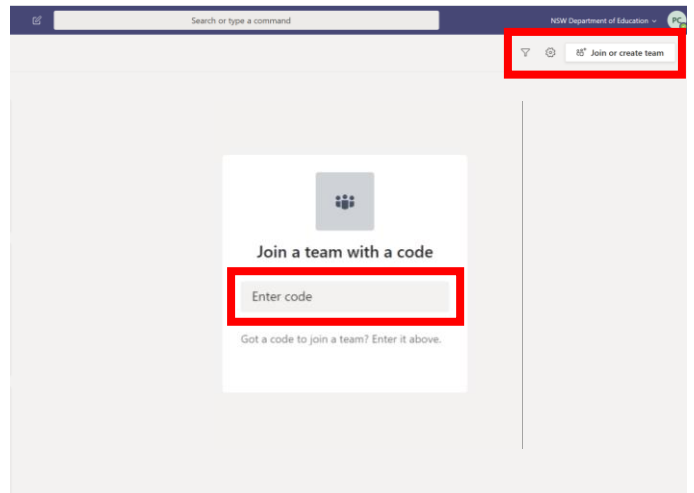 Search or type a command
NSW Department of Education
PC
Join or create team
Join a team with a code
Enter code
Got a code to join a team? Enter it above.